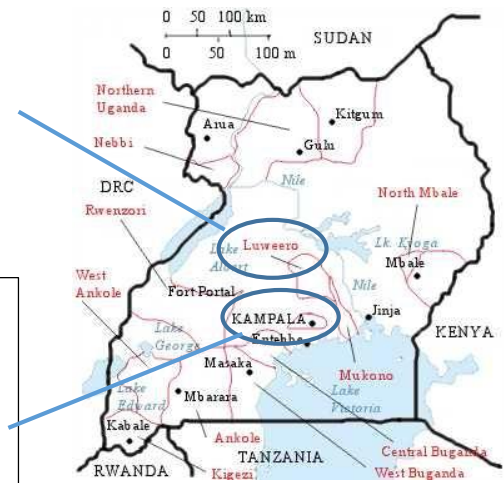 0 50 100 km
0 50 100 m
SUDAN
Northern
Uganda
Kitgum
Arua
Gulu
Nebbi
Nile
DRC
North Mbale
Rwenzori
Luweero
Lake
Albert
Lk. Kyoga
Mbale
West
Ankole
Fort Portal
Nile
KAMPALA
Jinja
Lake
George
Entebbe
KENYA
Masaka
Mukono
Lake
Edward
Mbarara
Lake
Victoria
Kabale
Ankole
Central Buganda
RWANDA
Kigezi
TANZANIA
West Buganda